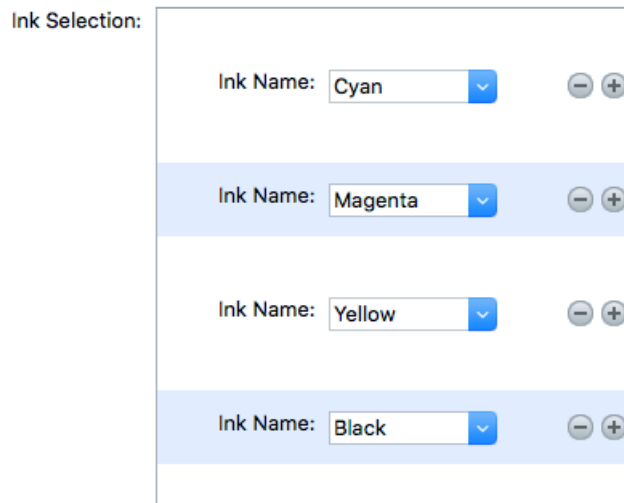 Ink Selection:
Ink Name: Cyan
Ink Name: Magenta
Ink Name: Yellow
Ink Name: Black